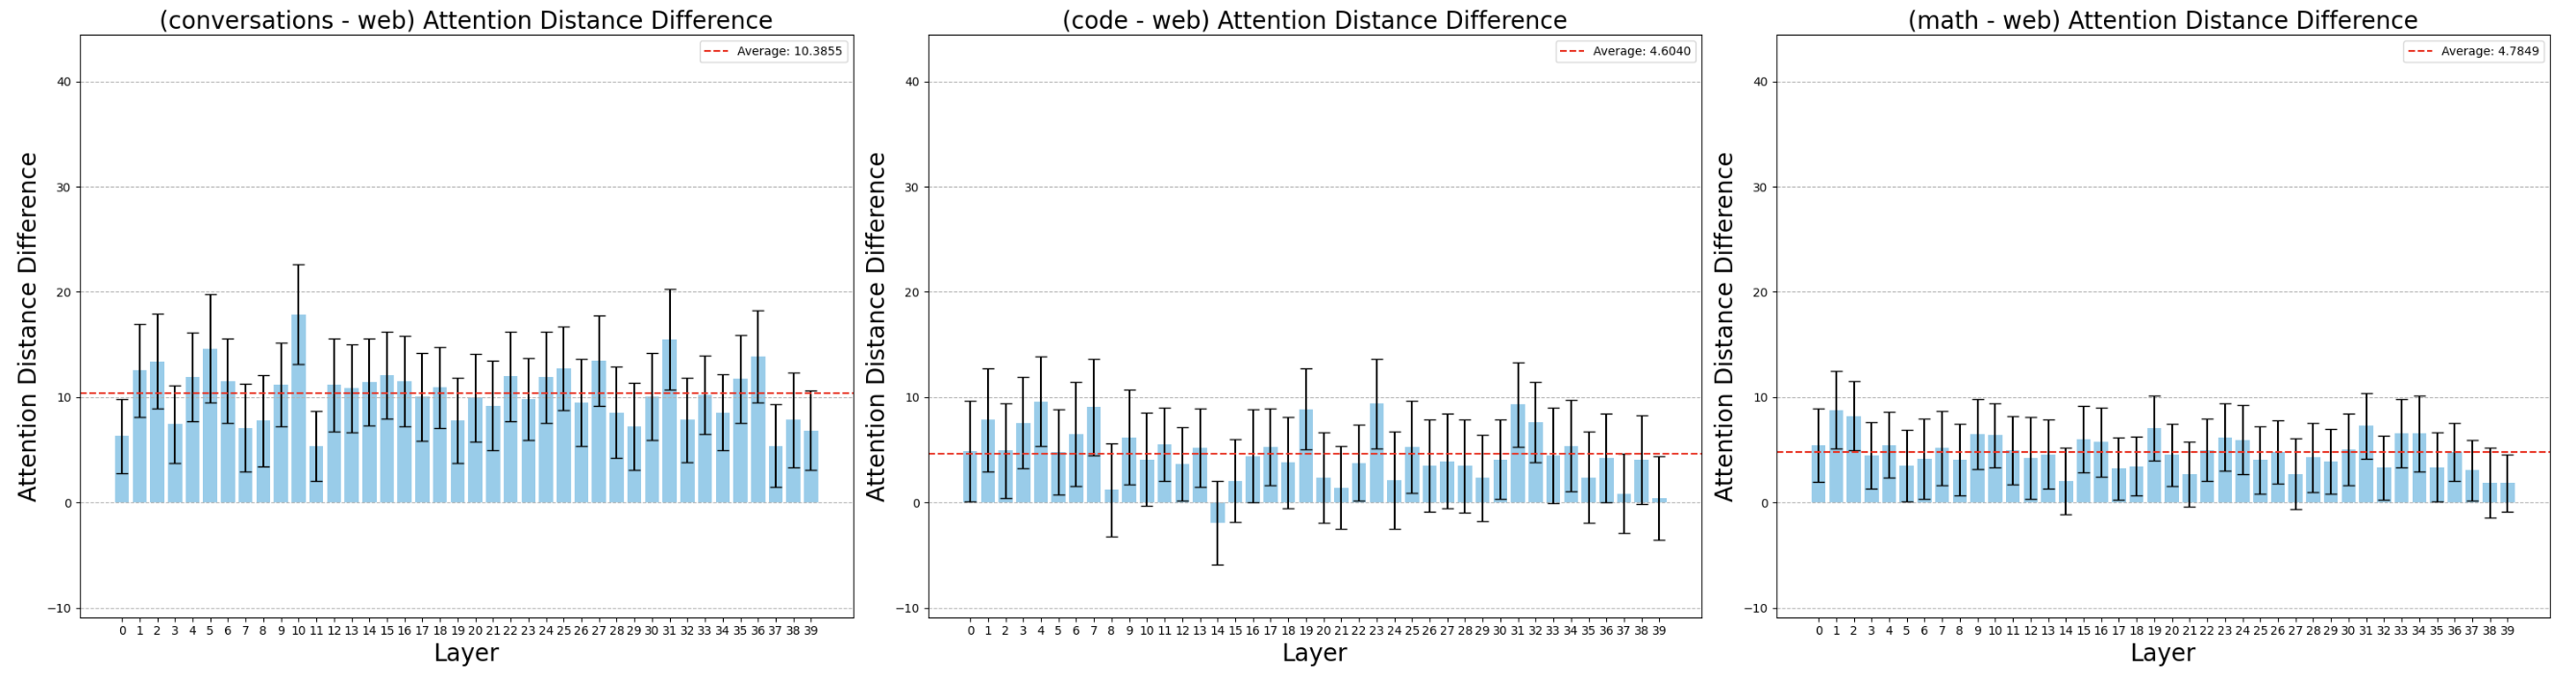 (conversations - web) Attention Distance Difference
Average: 10.3855
Attention Distance Difference
40
30
20
10
0
−10
0 1 2 3 4 5 6 7 8 9 10 11 12 13 14 15 16 17 18 19 20 21 22 23 24 25 26 27 28 29 30 31 32 33 34 35 36 37 38 39
Layer
(code - web) Attention Distance Difference
Average: 4.6040
Attention Distance Difference
40
30
20
10
0
−10
0 1 2 3 4 5 6 7 8 9 10 11 12 13 14 15 16 17 18 19 20 21 22 23 24 25 26 27 28 29 30 31 32 33 34 35 36 37 38 39
Layer
(math - web) Attention Distance Difference
Average: 4.7849
Attention Distance Difference
40
30
20
10
0
−10
0 1 2 3 4 5 6 7 8 9 10 11 12 13 14 15 16 17 18 19 20 21 22 23 24 25 26 27 28 29 30 31 32 33 34 35 36 37 38 39
Layer